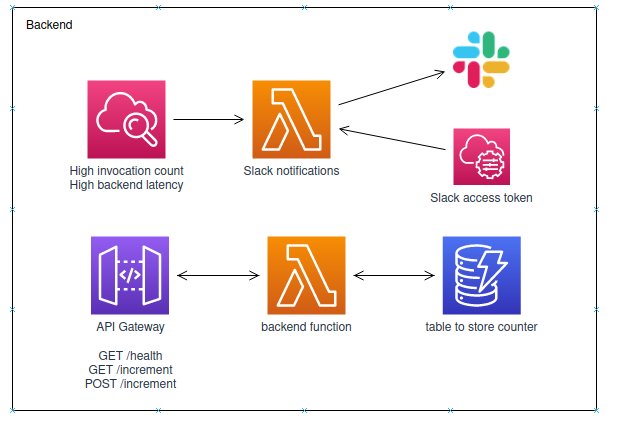 Backend
High invocation count
High backend latency
Slack notifications
Slack access token
API Gateway
backend function
table to store counter
GET /health
GET /increment
POST /increment